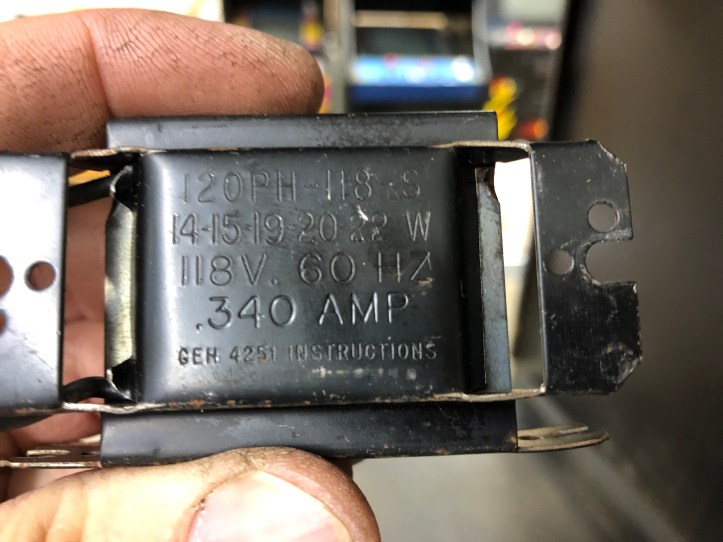 120PH-118-S
14-15-19-20-22 W
118V. 60 HZ
.340 AMP
GEH 4251 INSTRUCTIONS